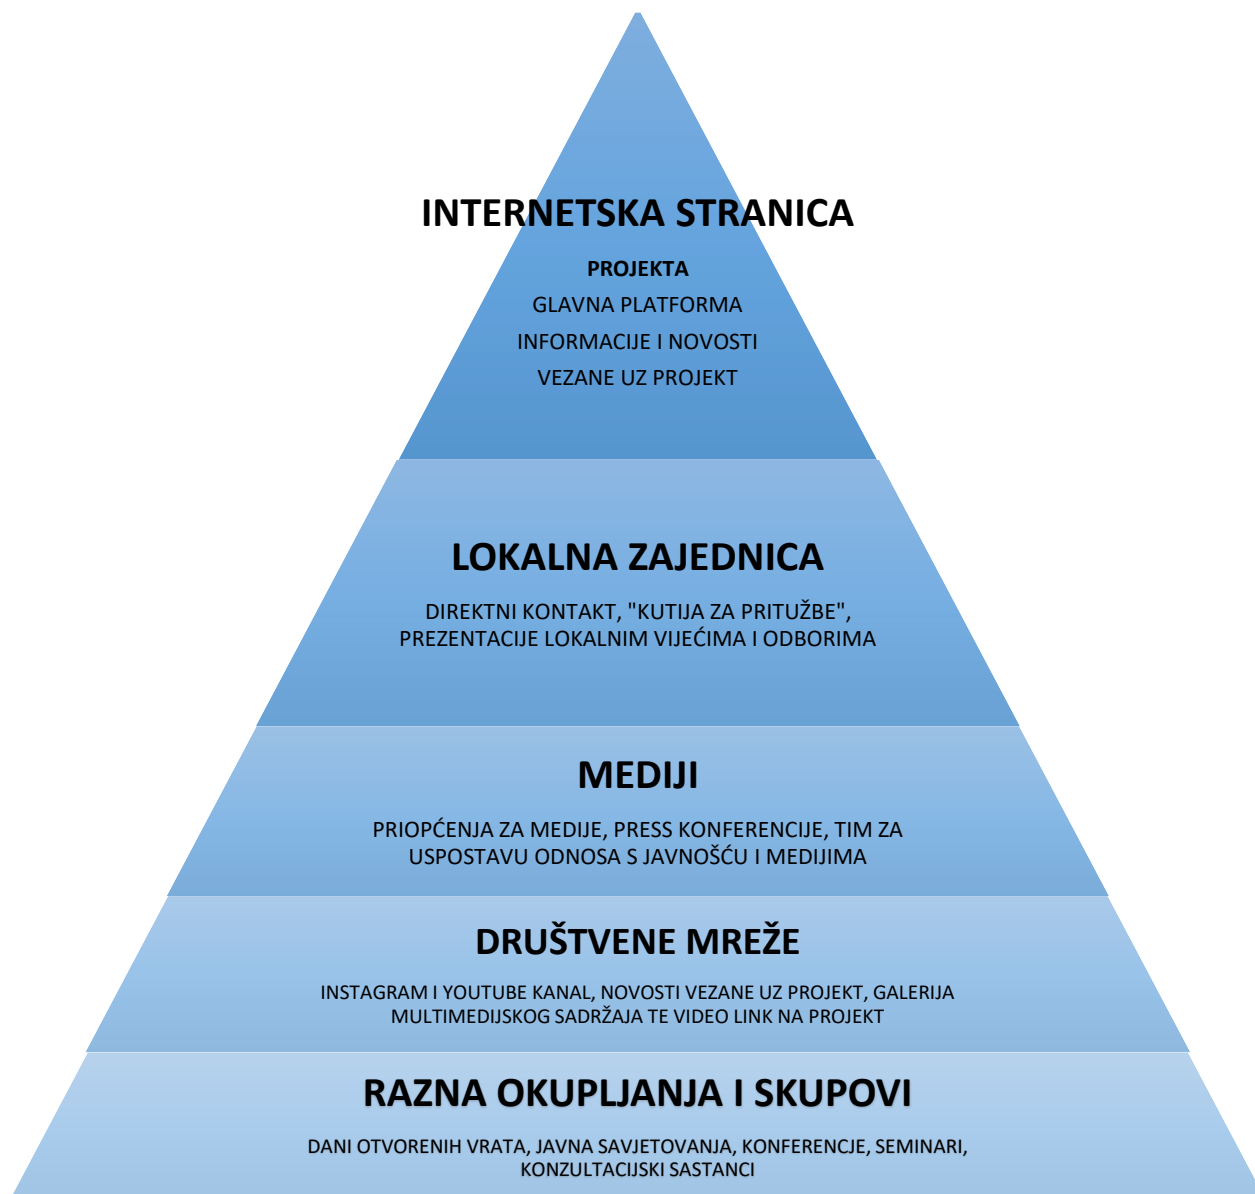 INTERNETSKA STRANICA
PROJEKTA
GLAVNA PLATFORMA
INFORMACIJE I NOVOSTI
VEZANE UZ PROJEKT
LOKALNA ZAJEDNICA
DIREKTNI KONTAKT, "KUTIJA ZA PRITUŽBE",
PREZENTACIJE LOKALNIM VIJEĆIMA I ODBORIMA
MEDIJI
PRIOPĆENJA ZA MEDIJE, PRESS KONFERENCIJE, TIM ZA
USPOSTAVU ODNOSA S JAVNOŠĆU I MEDIJIMA
DRUŠTVENE MREŽE
INSTAGRAM I YOUTUBE KANAL, NOVOSTI VEZANE UZ PROJEKT, GALERIJA
MULTIMEDIJSKOG SADRŽAJA TE VIDEO LINK NA PROJEKT
RAZNA OKUPLJANJA I SKUPOVI
DANI OTVORENIH VRATA, JAVNA SAVJETOVANJA, KONFERENCJE, SEMINARI,
KONZULTACIJSKI SASTANCI